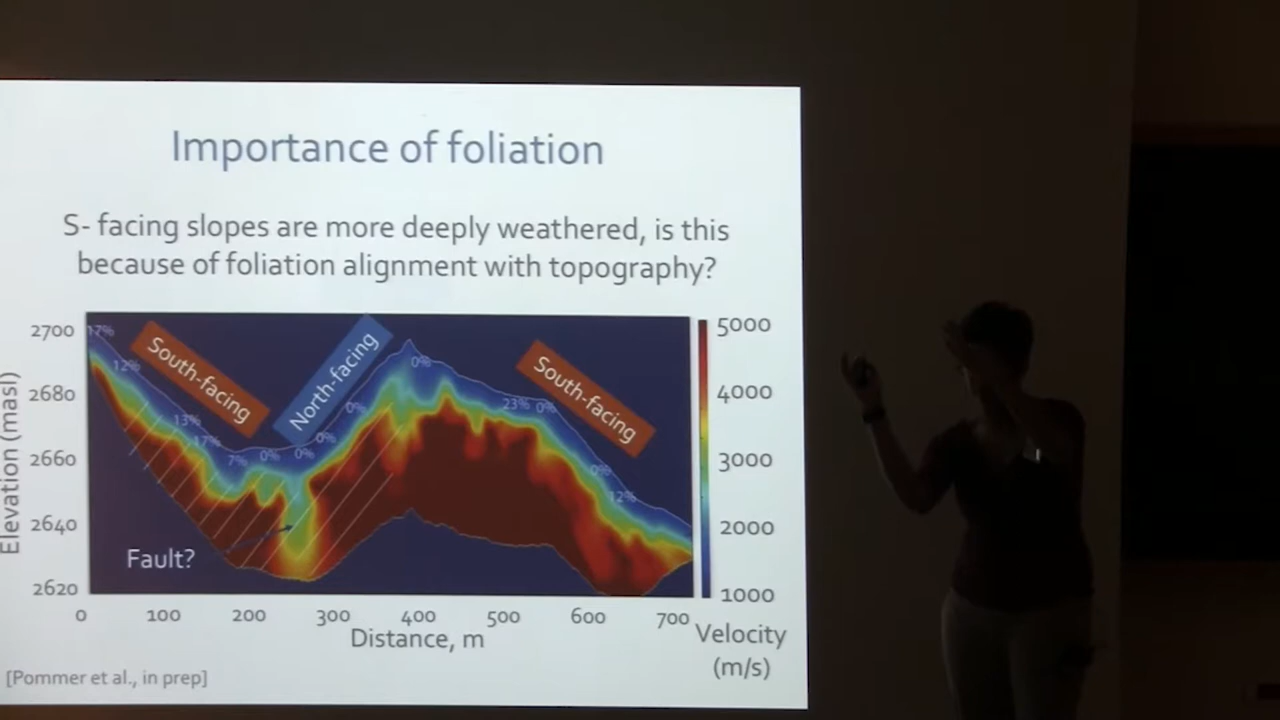 Importance of foliation
S- facing slopes are more deeply weathered, is this
because of foliation alignment with topography?
2700
2680
2660
2640
2620
Elevation (masl)
17%
12%
13%
17%
7%
0%
0%
0%
0%
0%
23%
0%
0%
12%
South-facing
North-facing
South-facing
Fault?
5000
4000
3000
2000
1000
0 100 200 300 400 500 600 700
Distance, m
Velocity
(m/s)
[Pommer et al., in prep]